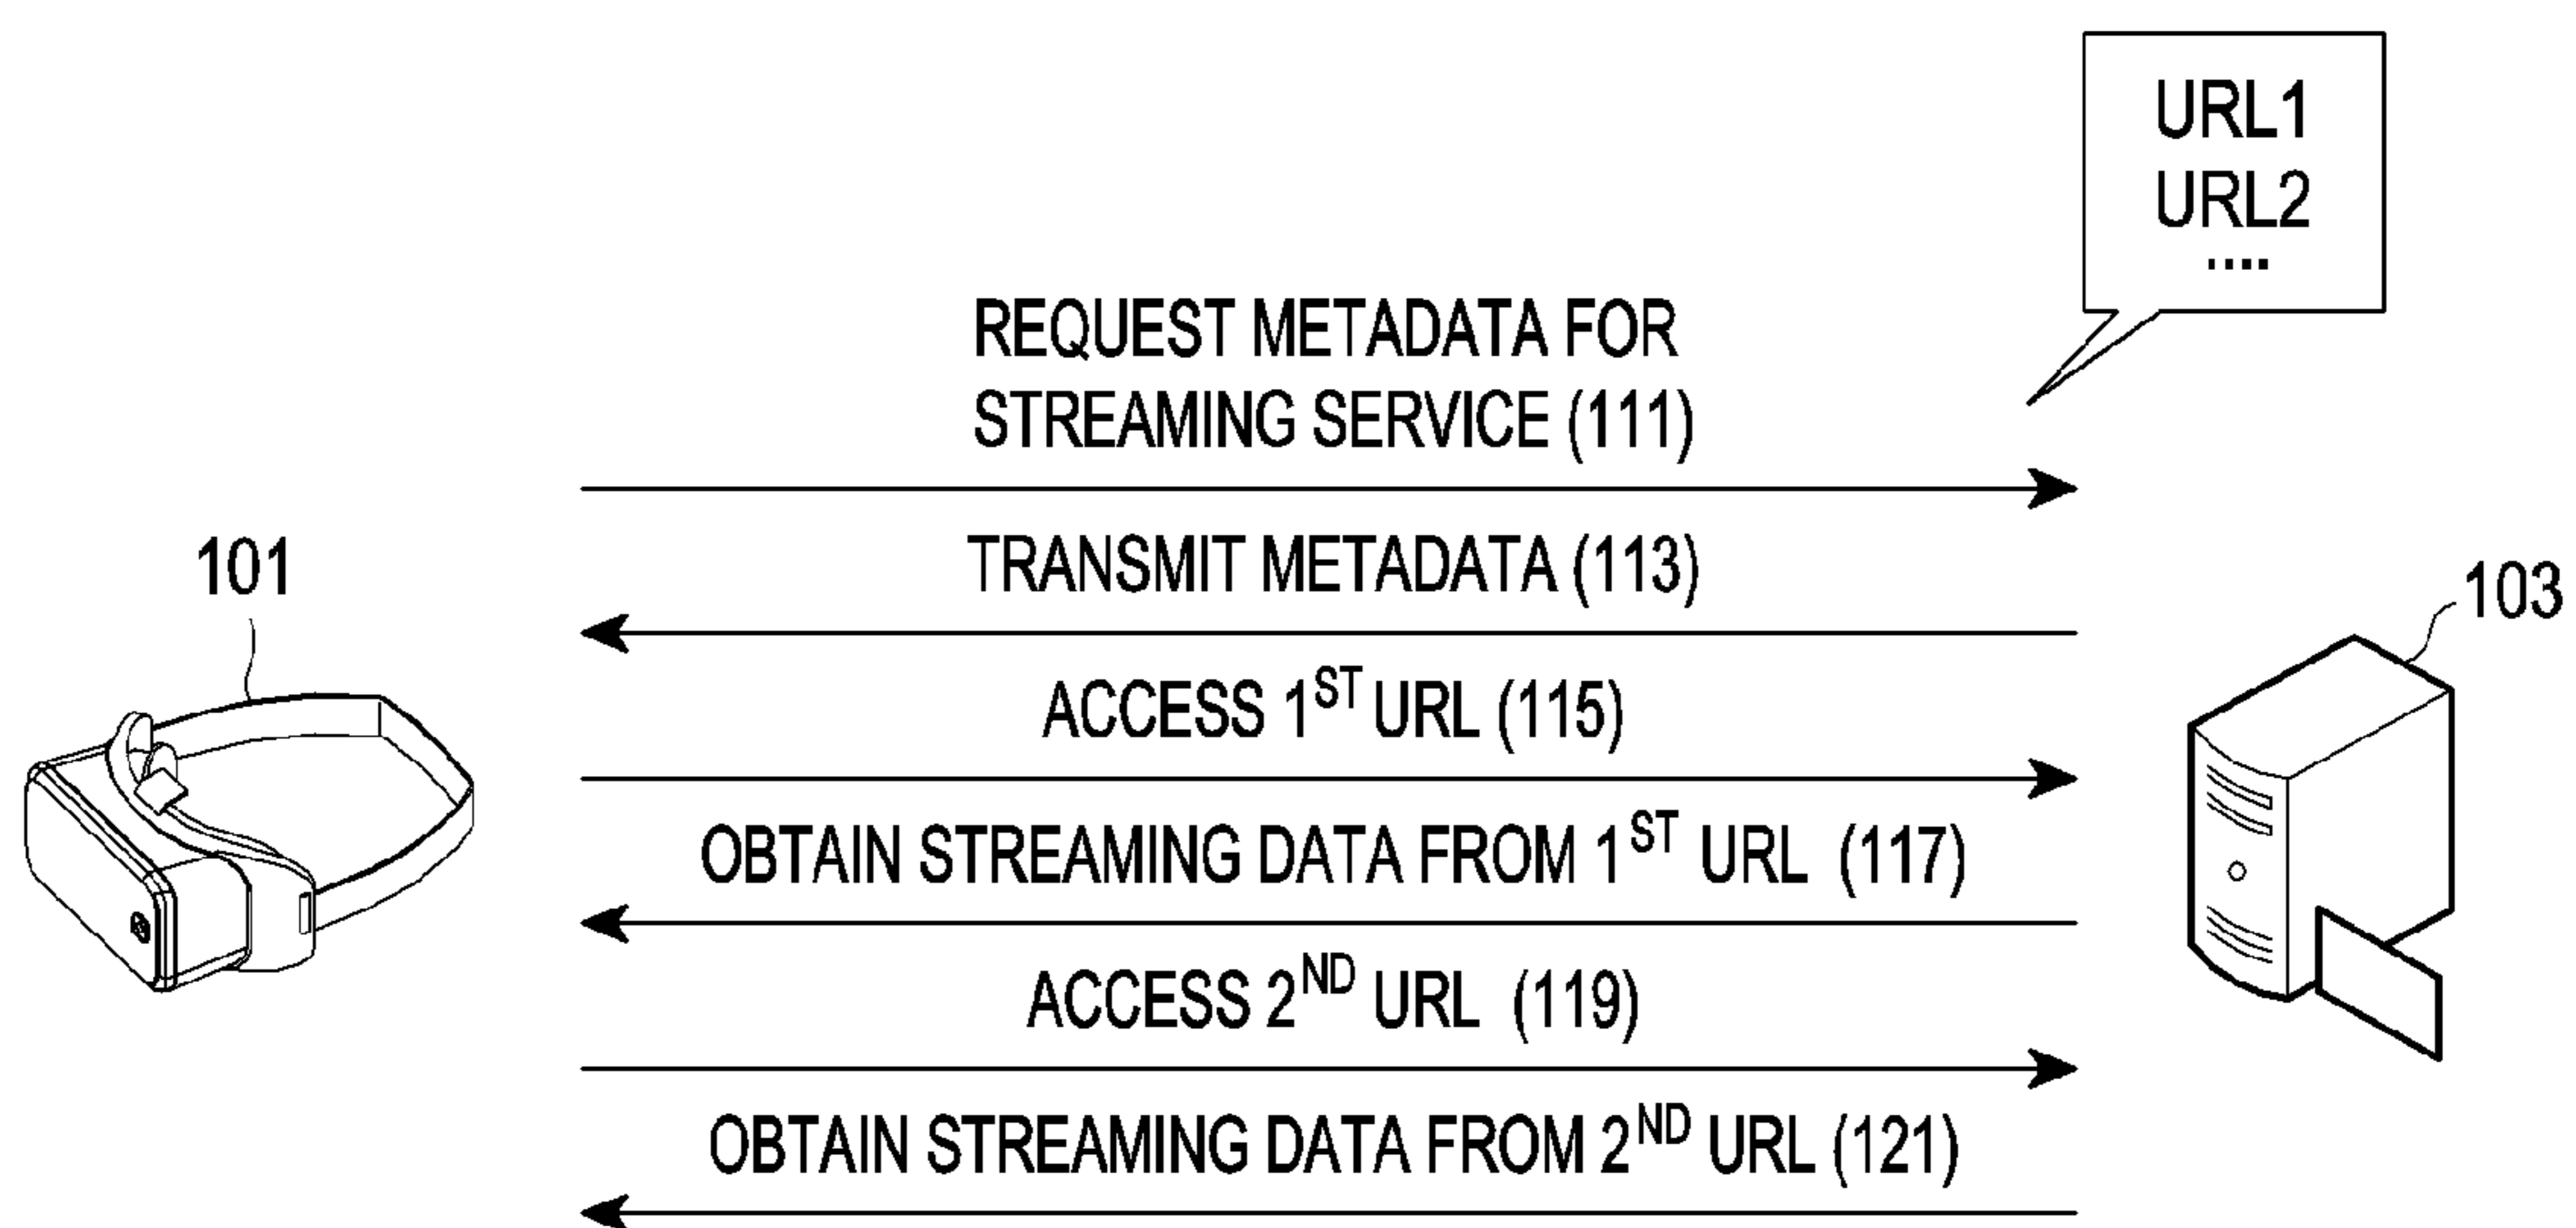 URL1
URL2
....
REQUEST METADATA FOR
STREAMING SERVICE (111)
TRANSMIT METADATA (113)
101
103
ACCESS 1ST URL (115)
OBTAIN STREAMING DATA FROM 1ST URL (117)
ACCESS 2ND URL (119)
OBTAIN STREAMING DATA FROM 2ND URL (121)